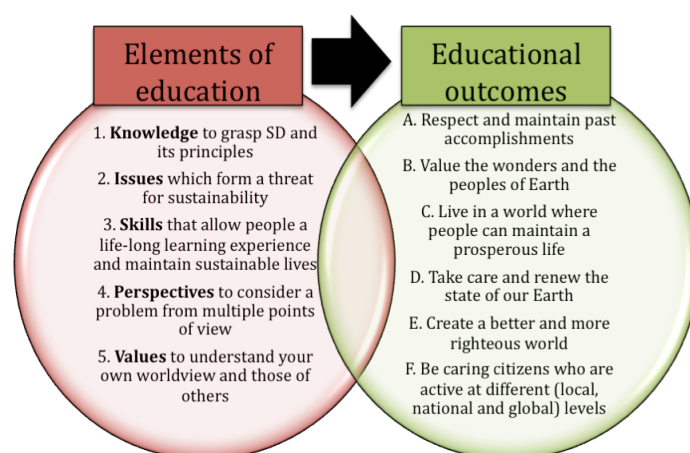 Elements of
education
1. Knowledge to grasp SD and
its principles
2. Issues which form a threat
for sustainability
3. Skills that allow people a
life-long learning experience
and maintain sustainable lives
4. Perspectives to consider a
problem from multiple points
of view
5. Values to understand your
own worldview and those of
others
Educational
outcomes
A. Respect and maintain past
accomplishments
B. Value the wonders and the
peoples of Earth
C. Live in a world where
people can maintain a
prosperous life
D. Take care and renew the
state of our Earth
E. Create a better and more
righteous world
F. Be caring citizens who are
active at different (local,
national and global) levels